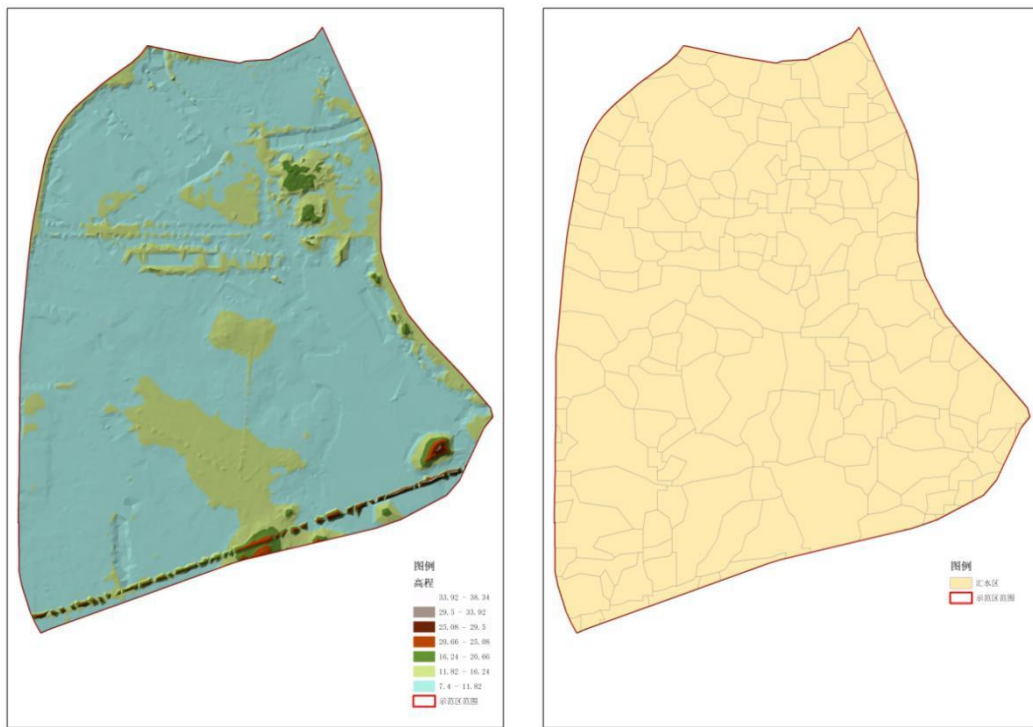 图例
高程
33.92 - 38.34
29.5 - 33.92
25.08 - 29.5
20.66 - 25.08
16.24 - 20.66
11.82 - 16.24
7.4 - 11.82
示范区范围
图例
汇水区
示范区范围